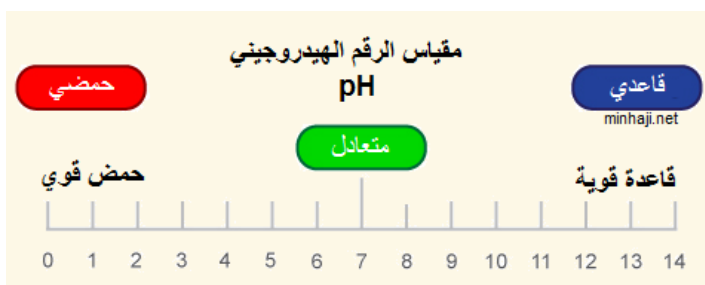 مقياس الرقم الهيدروجيني
pH
حمضي
قاعدي
minhaji.net
متعادل
حمض قوي
قاعدة قوية
0 1 2 3 4 5 6 7 8 9 10 11 12 13 14